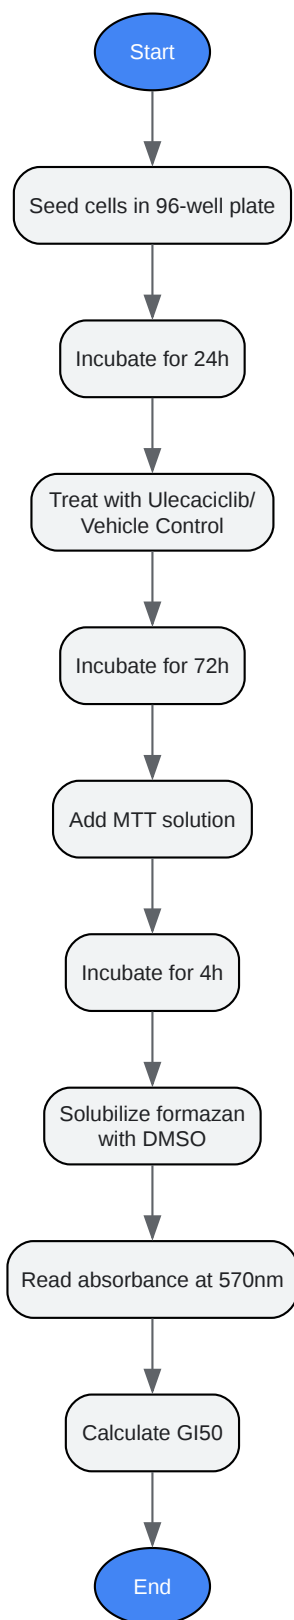 Start
Seed cells in 96-well plate
Incubate for 24h
Treat with Ulecaciclib/
Vehicle Control
Incubate for 72h
Add MTT solution
Incubate for 4h
Solubilize formazan
with DMSO
Read absorbance at 570nm
Calculate GI50
End